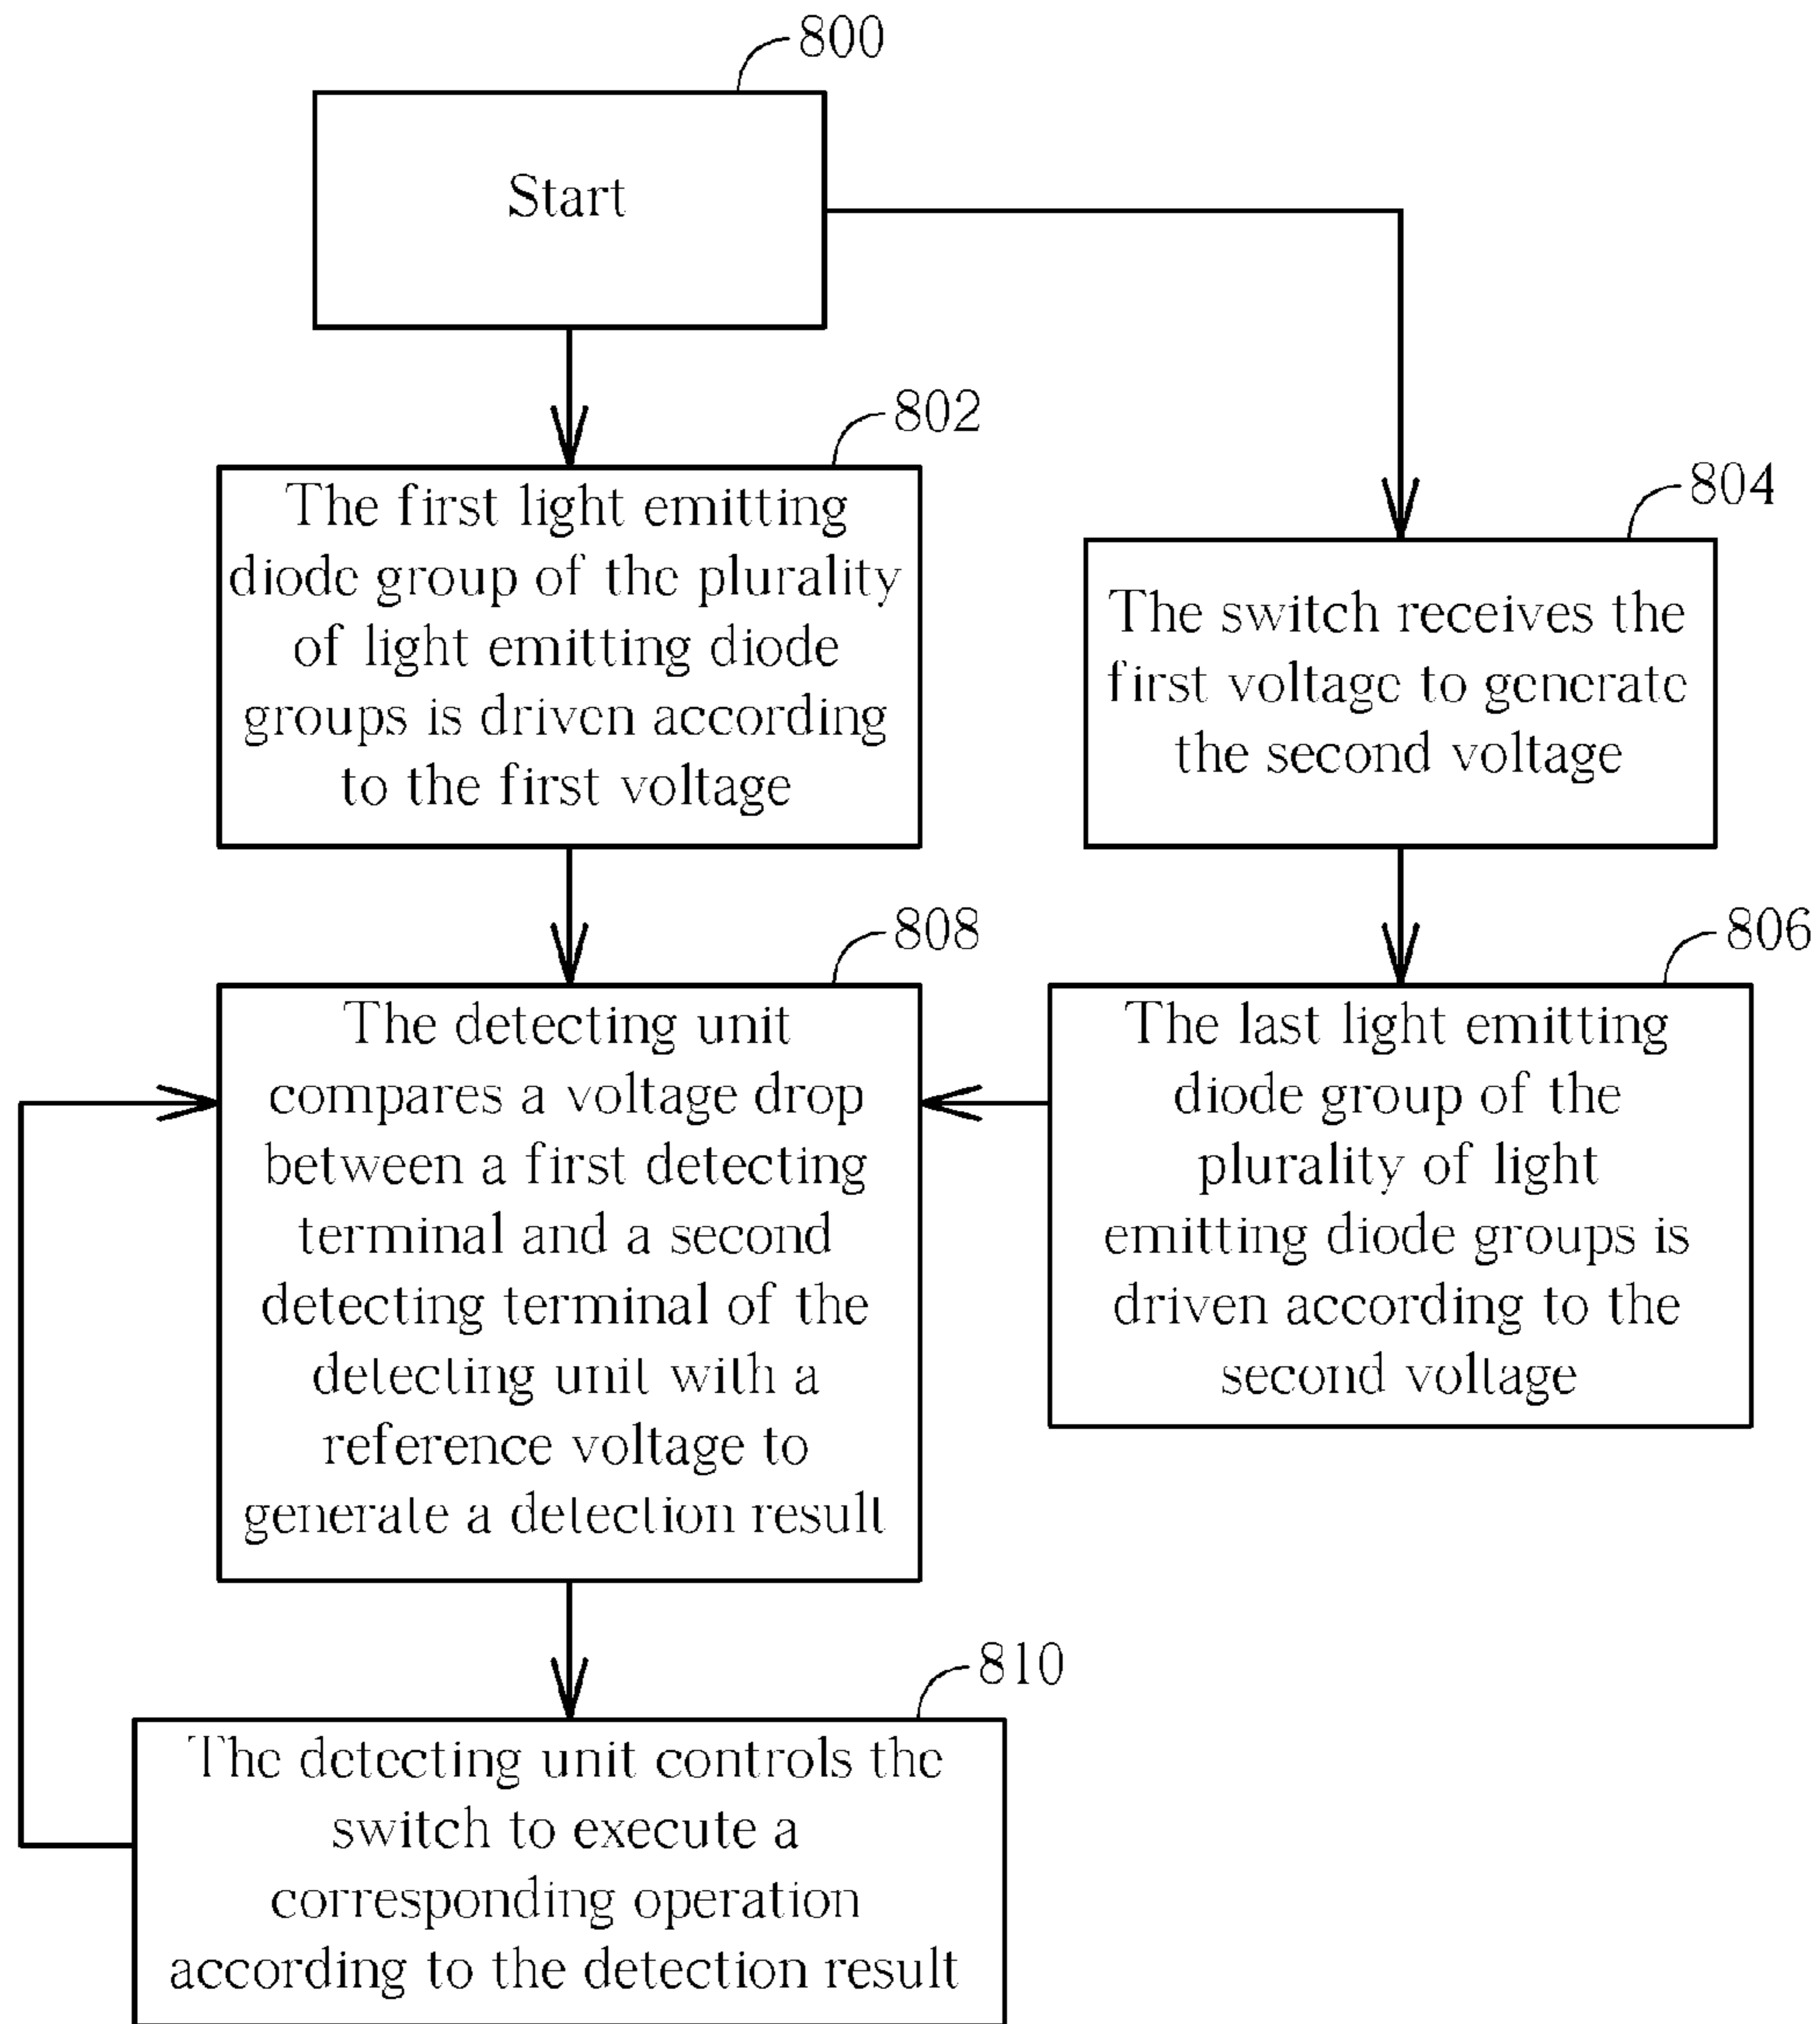 800
Start
802
The first light emitting
diode group of the plurality
of light emitting diode
groups is driven according
to the first voltage
804
The switch receives the
first voltage to generate
the second voltage
808
The detecting unit
compares a voltage drop
between a first detecting
terminal and a second
detecting terminal of the
detecting unit with a
reference voltage to
generate a detection result
806
The last light emitting
diode group of the
plurality of light
emitting diode groups is
driven according to the
second voltage
810
The detecting unit controls the
switch to execute a
corresponding operation
according to the detection result